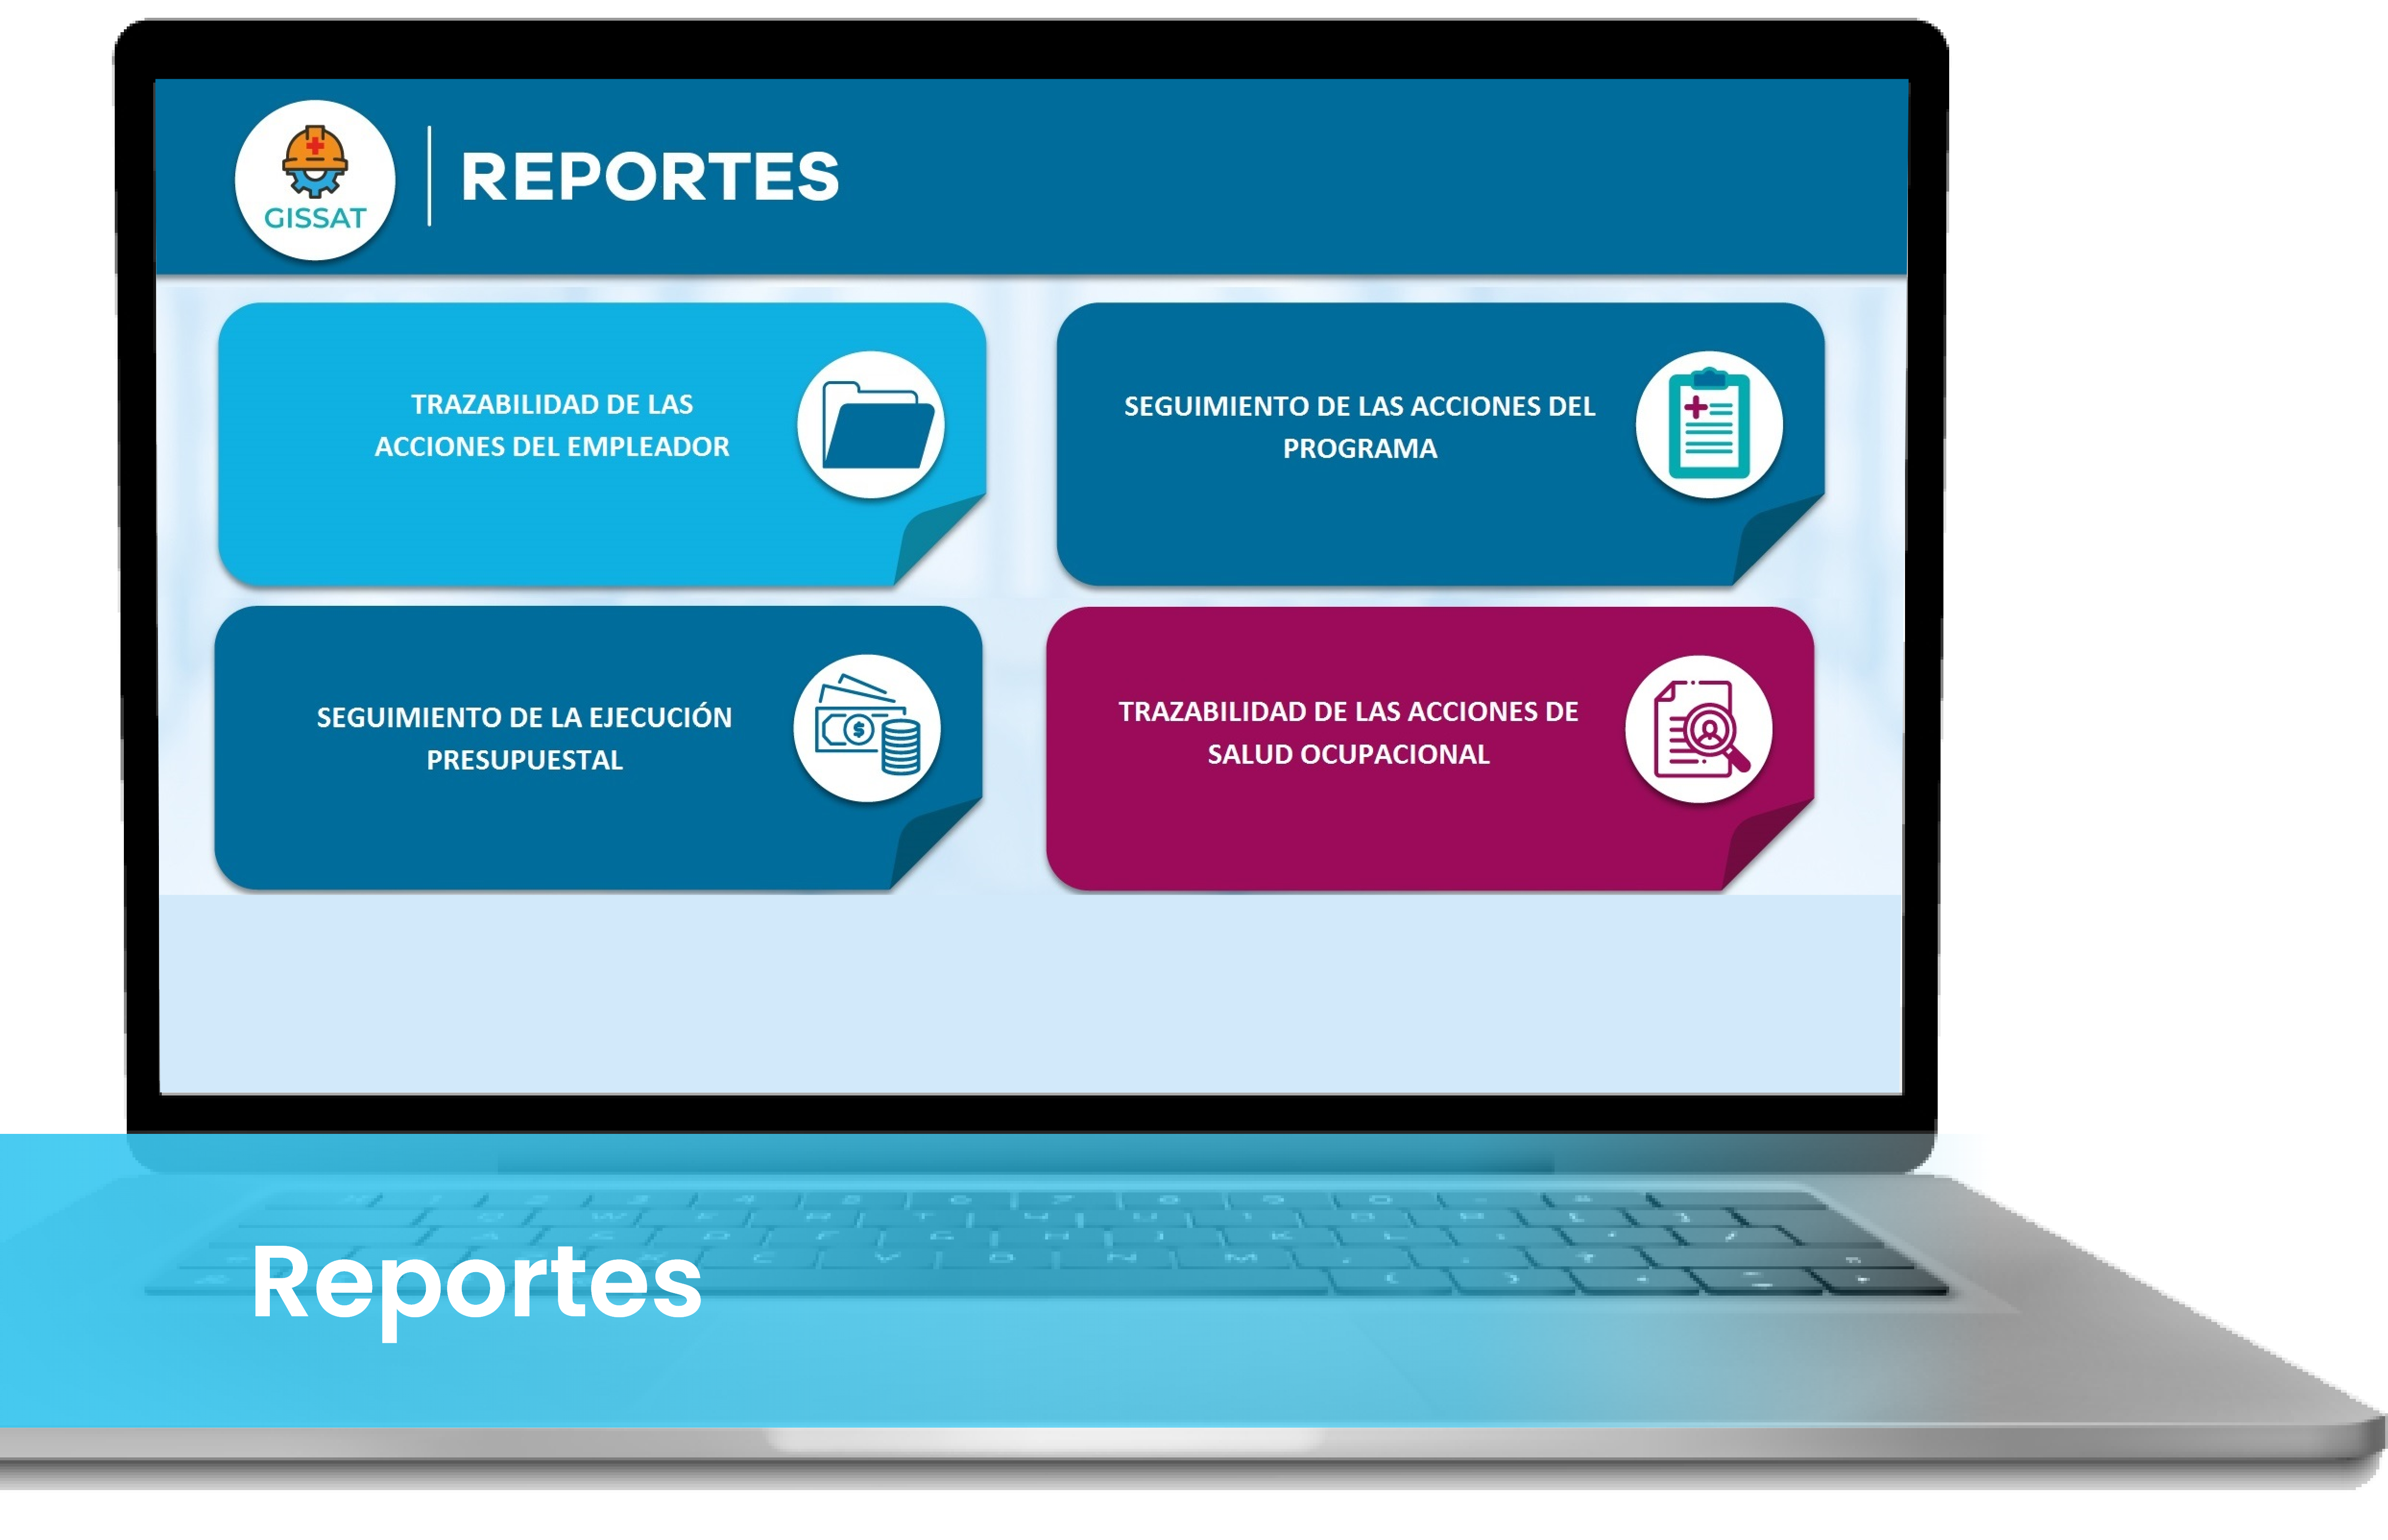 GISSAT
REPORTES
TRAZABILIDAD DE LAS
ACCIONES DEL EMPLEADOR
SEGUIMIENTO DE LAS ACCIONES DEL
PROGRAMA
$
SEGUIMIENTO DE LA EJECUCIÓN
PRESUPUESTAL
TRAZABILIDAD DE LAS ACCIONES DE
SALUD OCUPACIONAL
Reportes